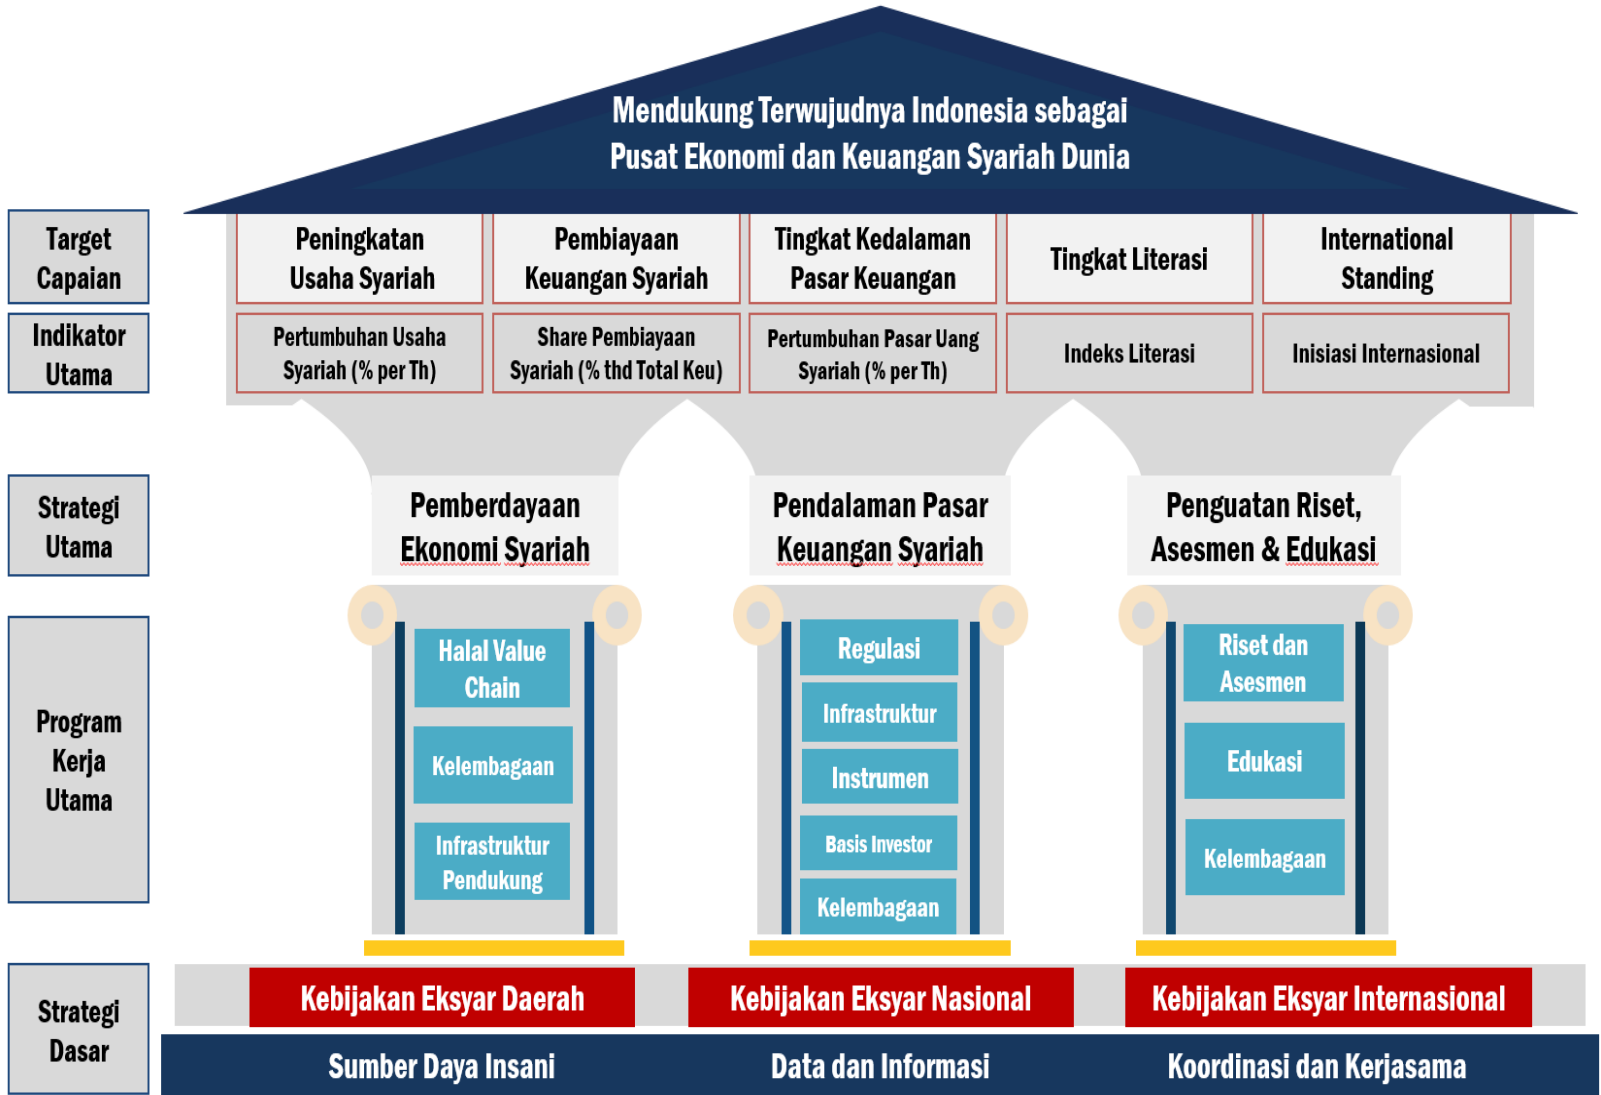 Mendukung Terwujudnya Indonesia sebagai
Pusat Ekonomi dan Keuangan Syariah Dunia
Target
Capaian
Peningkatan
Usaha Syariah
Pembiayaan
Keuangan Syariah
Tingkat Kedalaman
Pasar Keuangan
Tingkat Literasi
International
Standing
Indikator
Utama
Pertumbuhan Usaha
Syariah (% per Th)
Share Pembiayaan
Syariah (% thd Total Keu)
Pertumbuhan Pasar Uang
Syariah (% per Th)
Indeks Literasi
Inisiasi Internasional
Strategi
Utama
Pemberdayaan
Ekonomi Syariah
Pendalaman Pasar
Keuangan Syariah
Penguatan Riset,
Asesmen & Edukasi
Program
Kerja
Utama
Halal Value
Chain
Kelembagaan
Infrastruktur
Pendukung
Regulasi
Infrastruktur
Instrumen
Basis Investor
Kelembagaan
Riset dan
Asesmen
Edukasi
Kelembagaan
Strategi
Dasar
Kebijakan Eksyar Daerah
Kebijakan Eksyar Nasional
Kebijakan Eksyar Internasional
Sumber Daya Insani
Data dan Informasi
Koordinasi dan Kerjasama